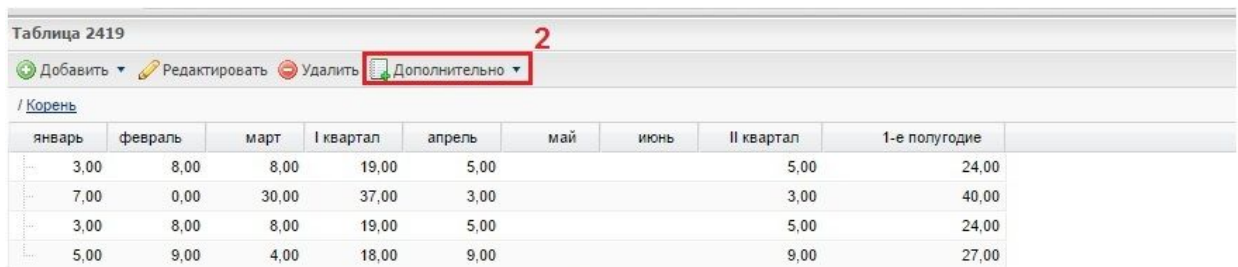 Таблица 2419
2
Добавить Редактировать Удалить Дополнительно
/ Корень
январь февраль март I квартал апрель май июнь II квартал 1-е полугодие
3,00 8,00 8,00 19,00 5,00 5,00 24,00
7,00 0,00 30,00 37,00 3,00 3,00 40,00
3,00 8,00 8,00 19,00 5,00 5,00 24,00
5,00 9,00 4,00 18,00 9,00 9,00 27,00